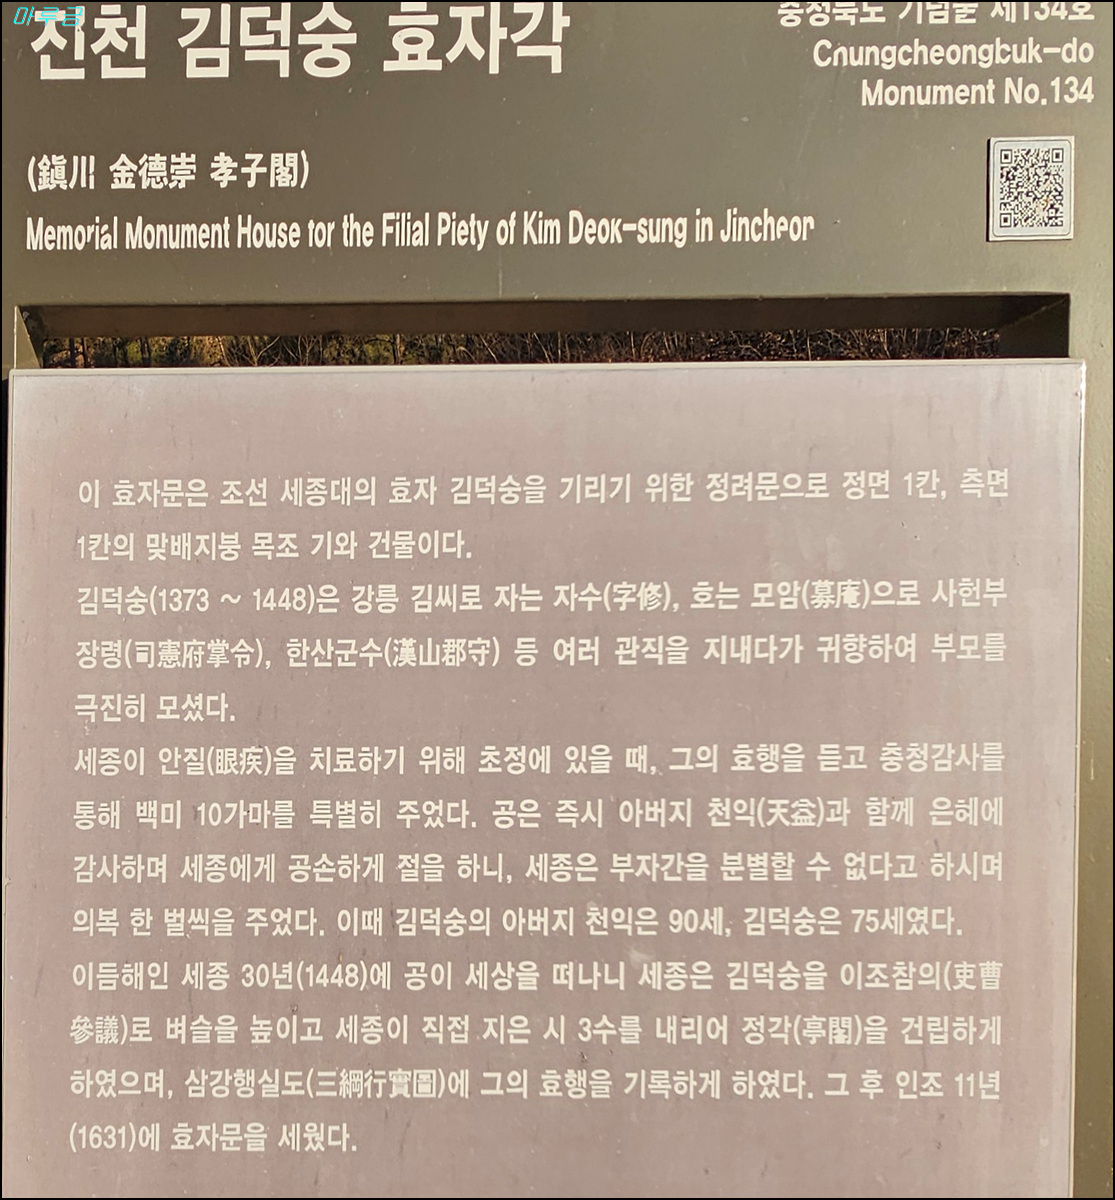 마루금
진천 김덕숭 효자각
충청북도 기념물 제134호
Chungcheongbuk-do
Monument No.134
(鎭川 金德崇 孝子閣)
Memorial Monument House for the Filial Piety of Kim Deok-sung in Jincheon
이 효자문은 조선 세종대의 효자 김덕숭을 기리기 위한 정려문으로 정면 1칸, 측면
1칸의 맞배지붕 목조 기와 건물이다.
김덕숭(1373 ~ 1448)은 강릉 김씨로 자는 자수(字修), 호는 모암(慕庵)으로 사헌부
장령(司憲府掌令), 한산군수(漢山郡守) 등 여러 관직을 지내다가 귀향하여 부모를
극진히 모셨다.
세종이 안질(眼疾)을 치료하기 위해 초정에 있을 때, 그의 효행을 듣고 충청감사를
통해 백미 10가마를 특별히 주었다. 공은 즉시 아버지 천익(天益)과 함께 은혜에
감사하며 세종에게 공손하게 절을 하니, 세종은 부자간을 분별할 수 없다고 하시며
의복 한 벌씩을 주었다. 이때 김덕숭의 아버지 천익은 90세, 김덕숭은 75세였다.
이듬해인 세종 30년(1448)에 공이 세상을 떠나니 세종은 김덕숭을 이조참의(吏曹
參議)로 벼슬을 높이고 세종이 직접 지은 시 3수를 내리어 정각(亭閣)을 건립하게
하였으며, 삼강행실도(三綱行實圖)에 그의 효행을 기록하게 하였다. 그 후 인조 11년
(1631)에 효자문을 세웠다.